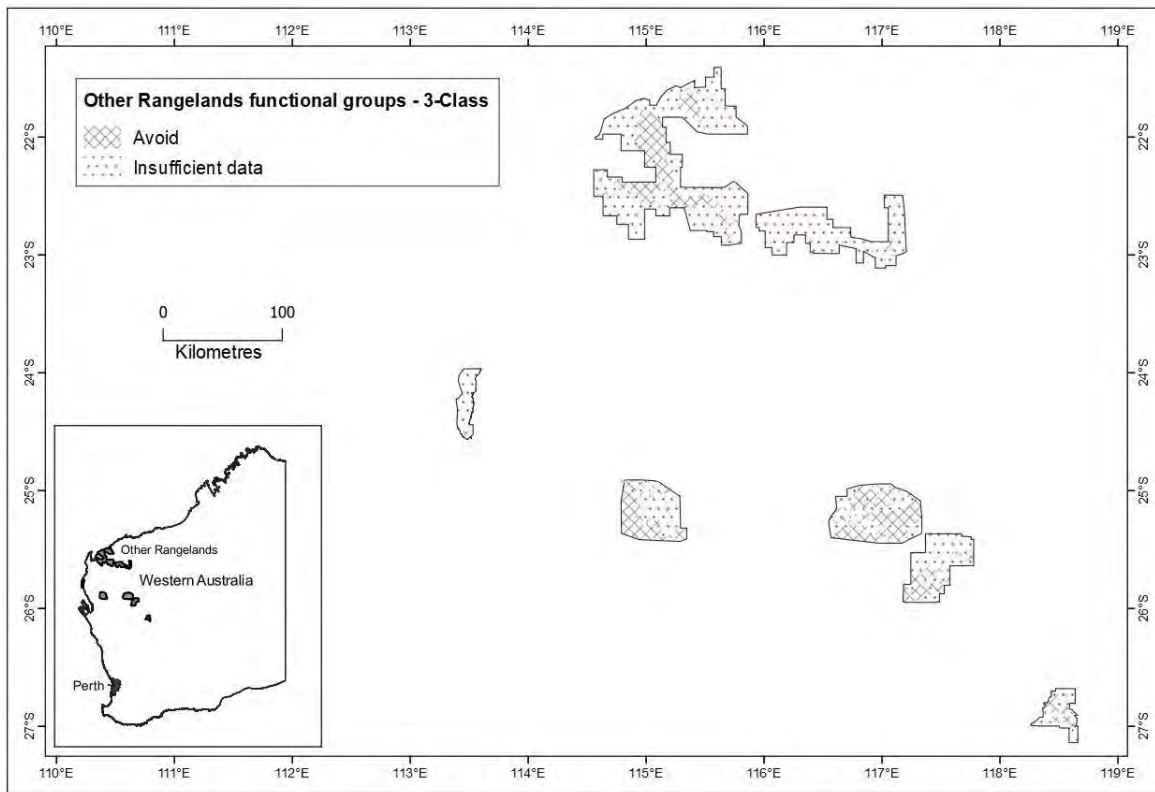 110°E 111°E 112°E 113°E 114°E 115°E 116°E 117°E 118°E 119°E
Other Rangelands functional groups - 3-Class
Avoid
Insufficient data
22°S 22°S
23°S 23°S
0 100
Kilometres
24°S 24°S
25°S 25°S
Other Rangelands
Western Australia
26°S 26°S
Perth
27°S 27°S
110°E 111°E 112°E 113°E 114°E 115°E 116°E 117°E 118°E 119°E